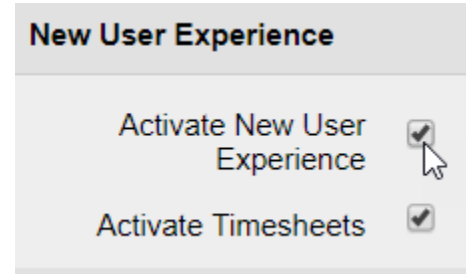 New User Experience
Activate New User
Experience
Activate Timesheets